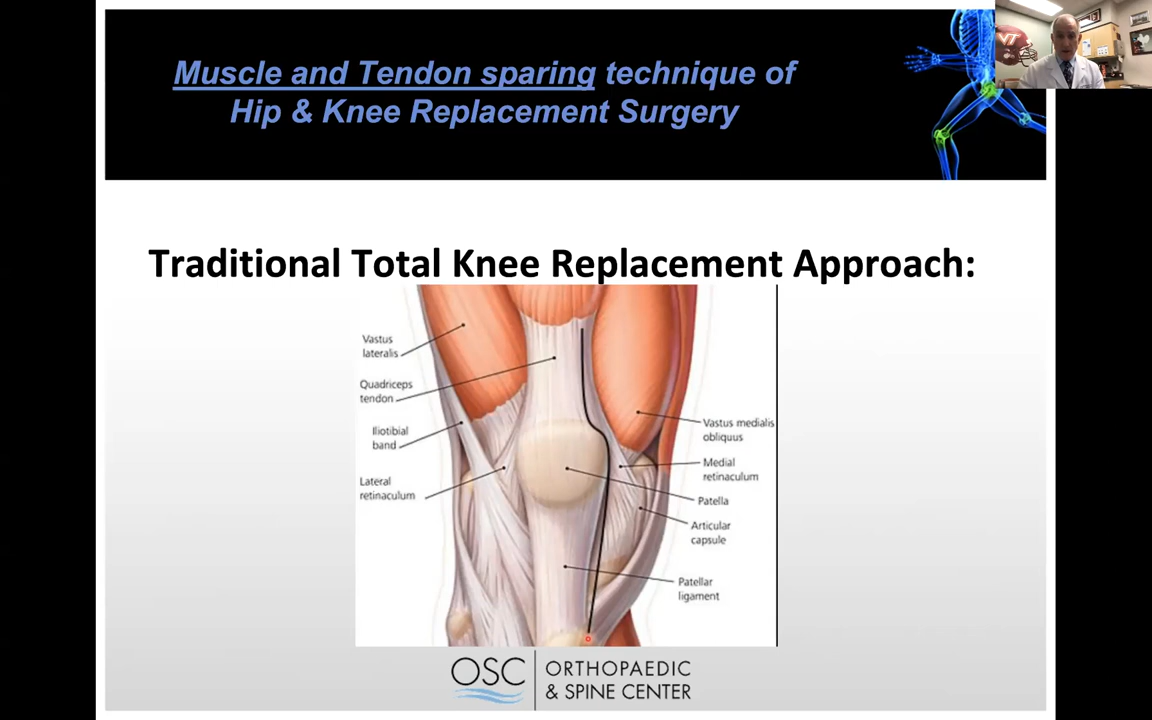 Muscle and Tendon sparing technique of
Hip & Knee Replacement Surgery
VT
Traditional Total Knee Replacement Approach:
Vastus
lateralis
Quadriceps
tendon
Iliotibial
band
Lateral
retinaculum
Vastus medialis
obliquus
Medial
retinaculum
Patella
Articular
capsule
Patellar
ligament
OSC
ORTHOPAEDIC
& SPINE CENTER